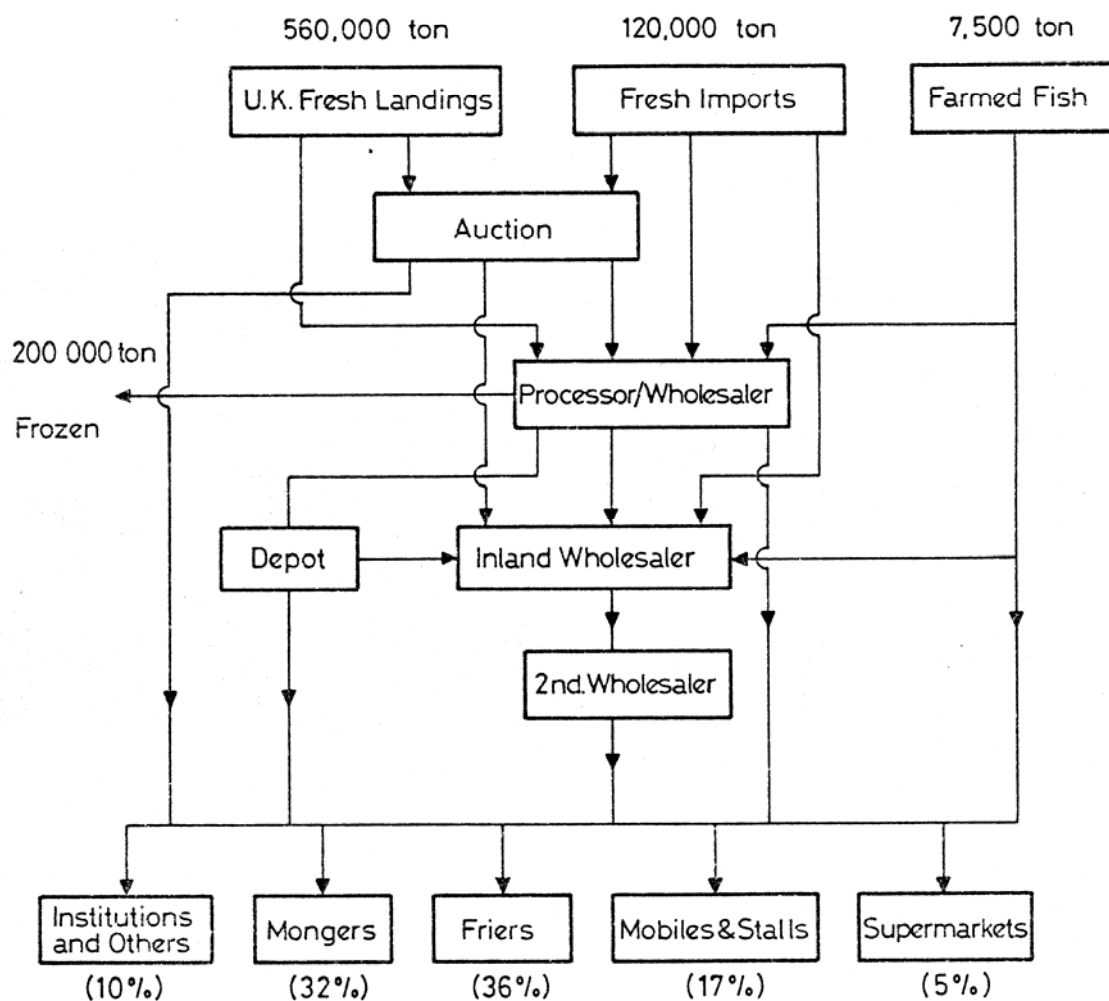 560,000 ton
120,000 ton
7,500 ton
U.K. Fresh Landings
Fresh Imports
Farmed Fish
Auction
200 000 ton
Frozen
Processor/Wholesaler
Depot
Inland Wholesaler
2nd. Wholesaler
Institutions
and Others
Mongers
Friers
Mobiles & Stalls
Supermarkets
(10%)
(32%)
(36%)
(17%)
(5%)